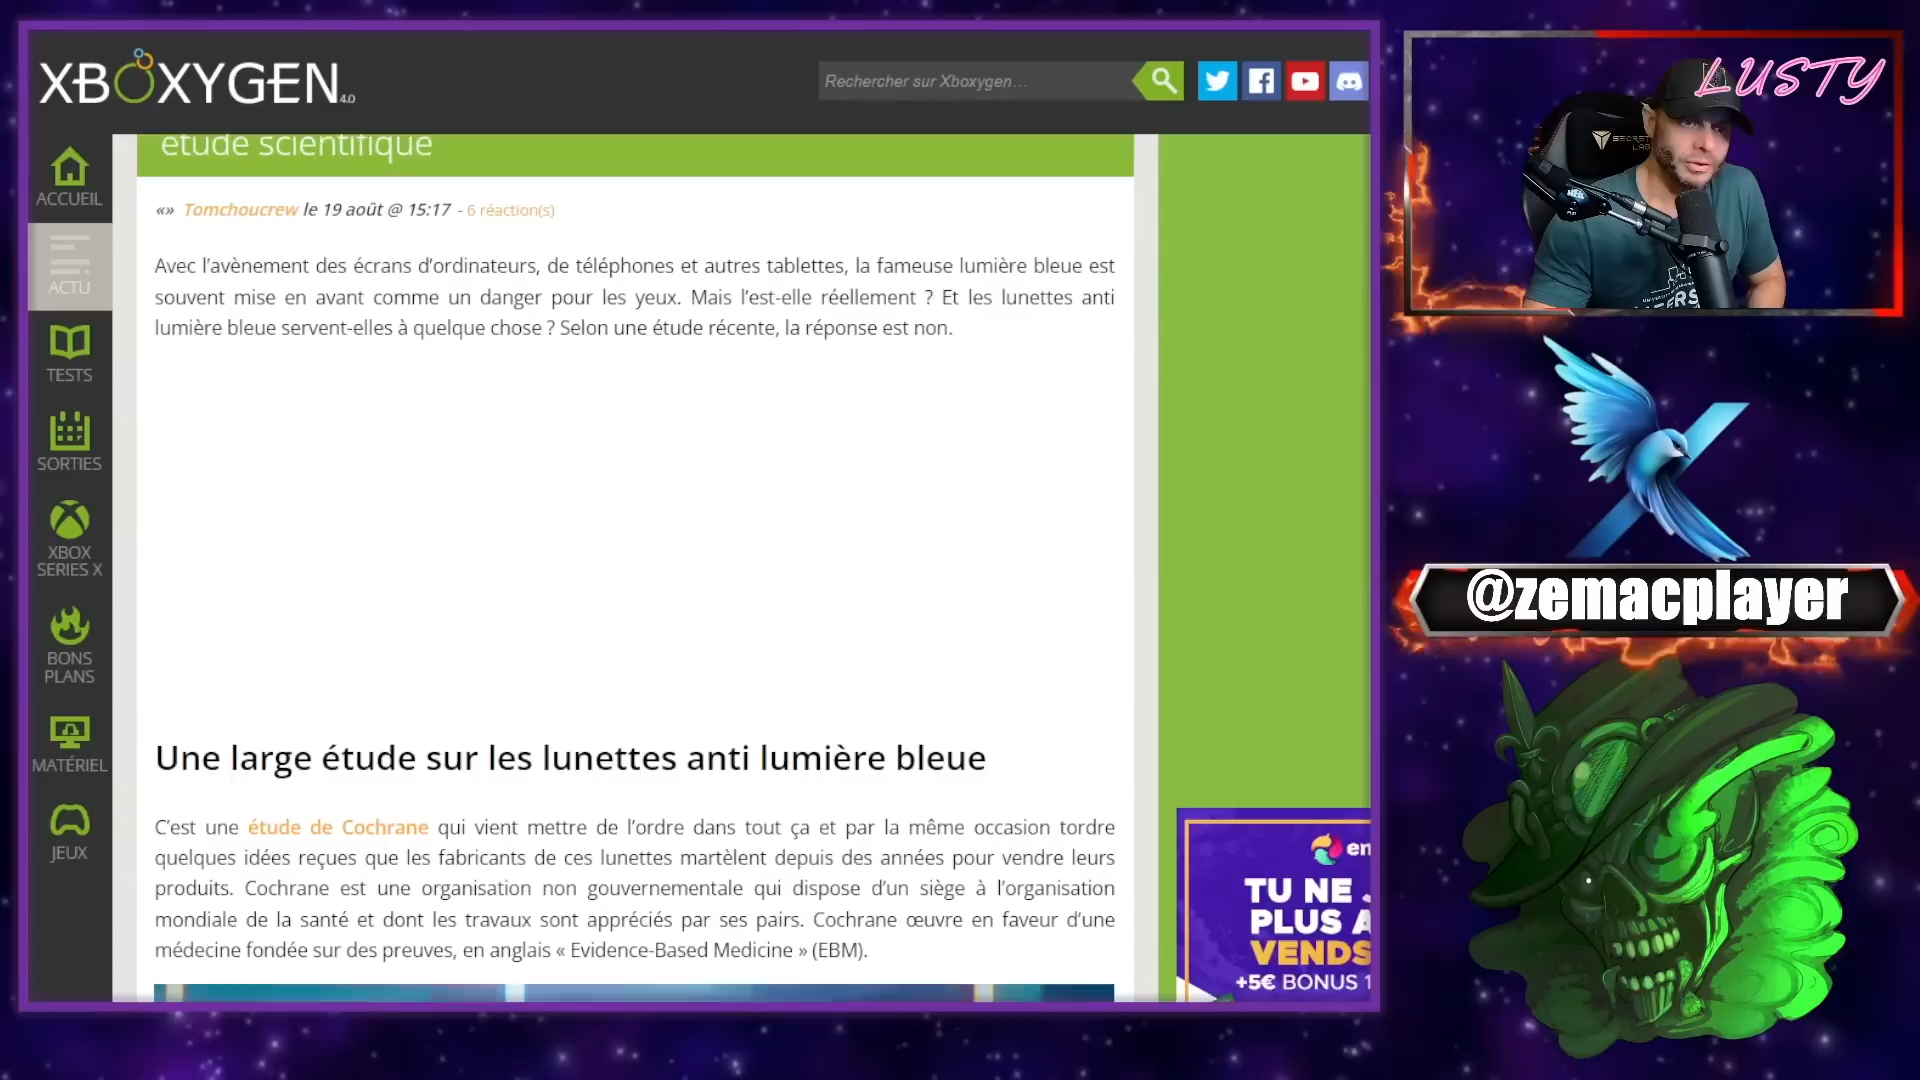 XBOXYGEN 4.0
Rechercher sur Xboxygen…
LUSTY
SECRET
LAB
étude scientifique
ACCUEIL
ACTU
TESTS
SORTIES
XBOX
SERIES X
BONS
PLANS
MATÉRIEL
JEUX
«» Tomchoucrew le 19 août @ 15:17 - 6 réaction(s)
Avec l’avènement des écrans d’ordinateurs, de téléphones et autres tablettes, la fameuse lumière bleue est
souvent mise en avant comme un danger pour les yeux. Mais l’est-elle réellement ? Et les lunettes anti
lumière bleue servent-elles à quelque chose ? Selon une étude récente, la réponse est non.
Une large étude sur les lunettes anti lumière bleue
C’est une étude de Cochrane qui vient mettre de l’ordre dans tout ça et par la même occasion tordre
quelques idées reçues que les fabricants de ces lunettes martèlent depuis des années pour vendre leurs
produits. Cochrane est une organisation non gouvernementale qui dispose d’un siège à l’organisation
mondiale de la santé et dont les travaux sont appréciés par ses pairs. Cochrane œuvre en faveur d’une
médecine fondée sur des preuves, en anglais « Evidence-Based Medicine » (EBM).
en
TU NE
PLUS A
VENDS
+5€ BONUS 1
@zemacplayer